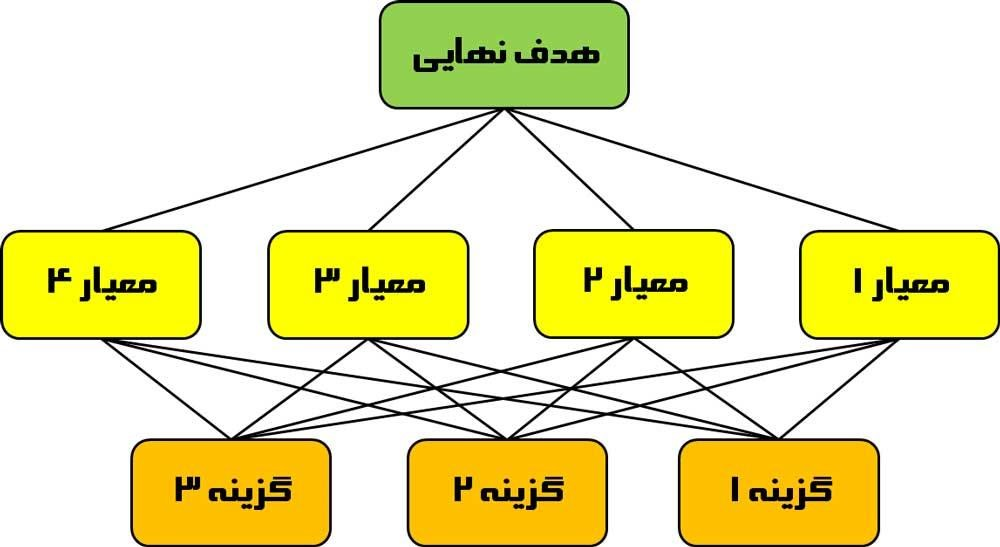 هدف نهایی
معیار ۱
معیار ۲
معیار ۳
معیار ۴
گزینه ۱
گزینه ۲
گزینه ۳